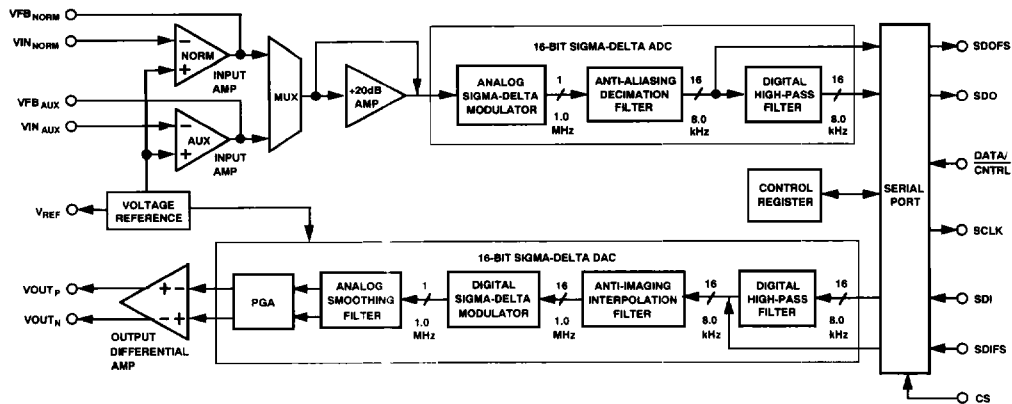 VFB NORM
VIN NORM
NORM
INPUT
AMP
VFB AUX
VIN AUX
AUX
INPUT
AMP
VOLTAGE
REFERENCE
V REF
MUX
+20dB
AMP
16-BIT SIGMA-DELTA ADC
ANALOG
SIGMA-DELTA
MODULATOR
1
1.0
MHz
ANTI-ALIASING
DECIMATION
FILTER
16
8.0
kHz
DIGITAL
HIGH-PASS
FILTER
16
8.0
kHz
CONTROL
REGISTER
SERIAL
PORT
SDOFS
SDO
DATA/
CNTRL
SCLK
SDI
SDIFS
CS
16-BIT SIGMA-DELTA DAC
VOUT P
VOUT N
OUTPUT
DIFFERENTIAL
AMP
PGA
ANALOG
SMOOTHING
FILTER
1
1.0
MHz
DIGITAL
SIGMA-DELTA
MODULATOR
16
1.0
MHz
ANTI-IMAGING
INTERPOLATION
FILTER
16
8.0
kHz
DIGITAL
HIGH-PASS
FILTER
16
8.0
kHz